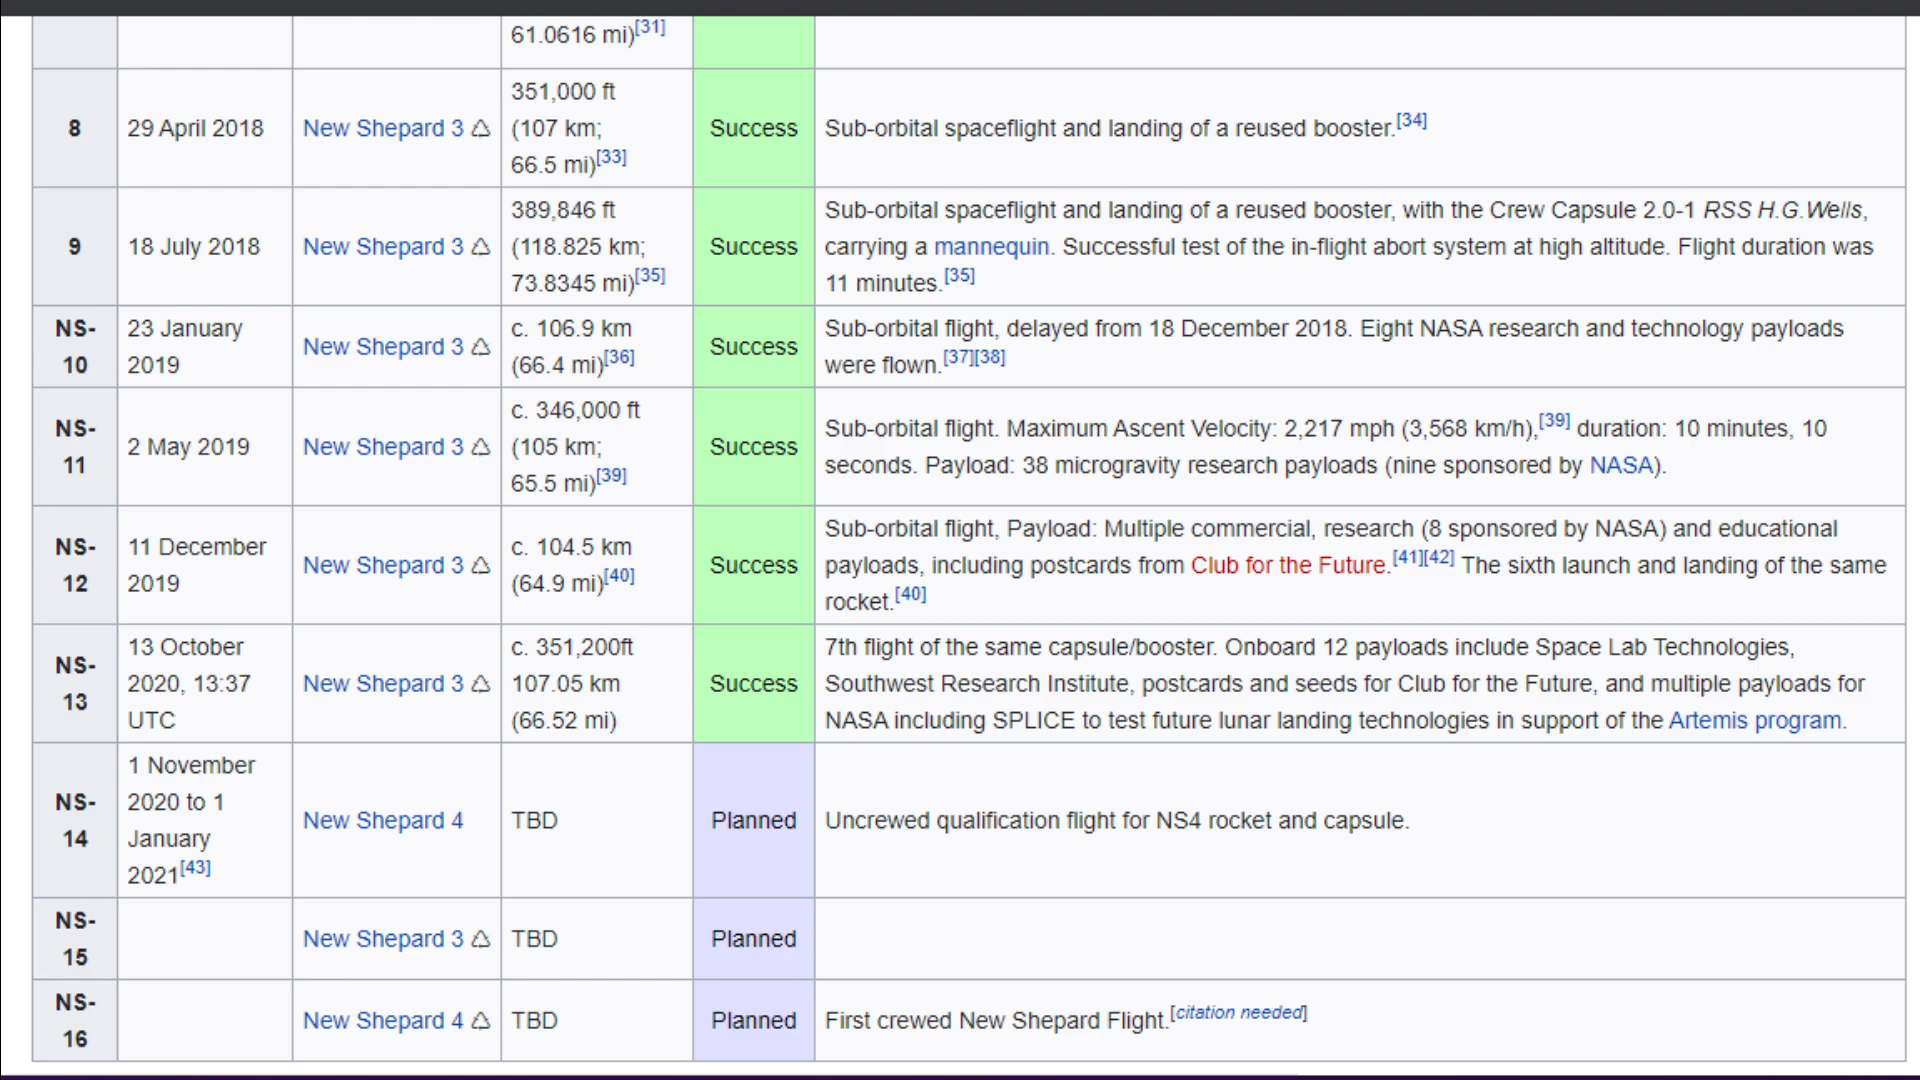 61.0616 mi)[31]
8
29 April 2018
New Shepard 3
351,000 ft
(107 km;
66.5 mi)[33]
Success
Sub-orbital spaceflight and landing of a reused booster.[34]
9
18 July 2018
New Shepard 3
389,846 ft
(118.825 km;
73.8345 mi)[35]
Success
Sub-orbital spaceflight and landing of a reused booster, with the Crew Capsule 2.0-1 RSS H.G.Wells,
carrying a mannequin. Successful test of the in-flight abort system at high altitude. Flight duration was
11 minutes.[35]
NS-
10
23 January
2019
New Shepard 3
c. 106.9 km
(66.4 mi)[36]
Success
Sub-orbital flight, delayed from 18 December 2018. Eight NASA research and technology payloads
were flown.[37][38]
NS-
11
2 May 2019
New Shepard 3
c. 346,000 ft
(105 km;
65.5 mi)[39]
Success
Sub-orbital flight. Maximum Ascent Velocity: 2,217 mph (3,568 km/h),[39] duration: 10 minutes, 10
seconds. Payload: 38 microgravity research payloads (nine sponsored by NASA).
NS-
12
11 December
2019
New Shepard 3
c. 104.5 km
(64.9 mi)[40]
Success
Sub-orbital flight, Payload: Multiple commercial, research (8 sponsored by NASA) and educational
payloads, including postcards from Club for the Future.[41][42] The sixth launch and landing of the same
rocket.[40]
NS-
13
13 October
2020, 13:37
UTC
New Shepard 3
c. 351,200ft
107.05 km
(66.52 mi)
Success
7th flight of the same capsule/booster. Onboard 12 payloads include Space Lab Technologies,
Southwest Research Institute, postcards and seeds for Club for the Future, and multiple payloads for
NASA including SPLICE to test future lunar landing technologies in support of the Artemis program.
NS-
14
1 November
2020 to 1
January
2021[43]
New Shepard 4
TBD
Planned
Uncrewed qualification flight for NS4 rocket and capsule.
NS-
15
New Shepard 3
TBD
Planned
NS-
16
New Shepard 4
TBD
Planned
First crewed New Shepard Flight.[citation needed]